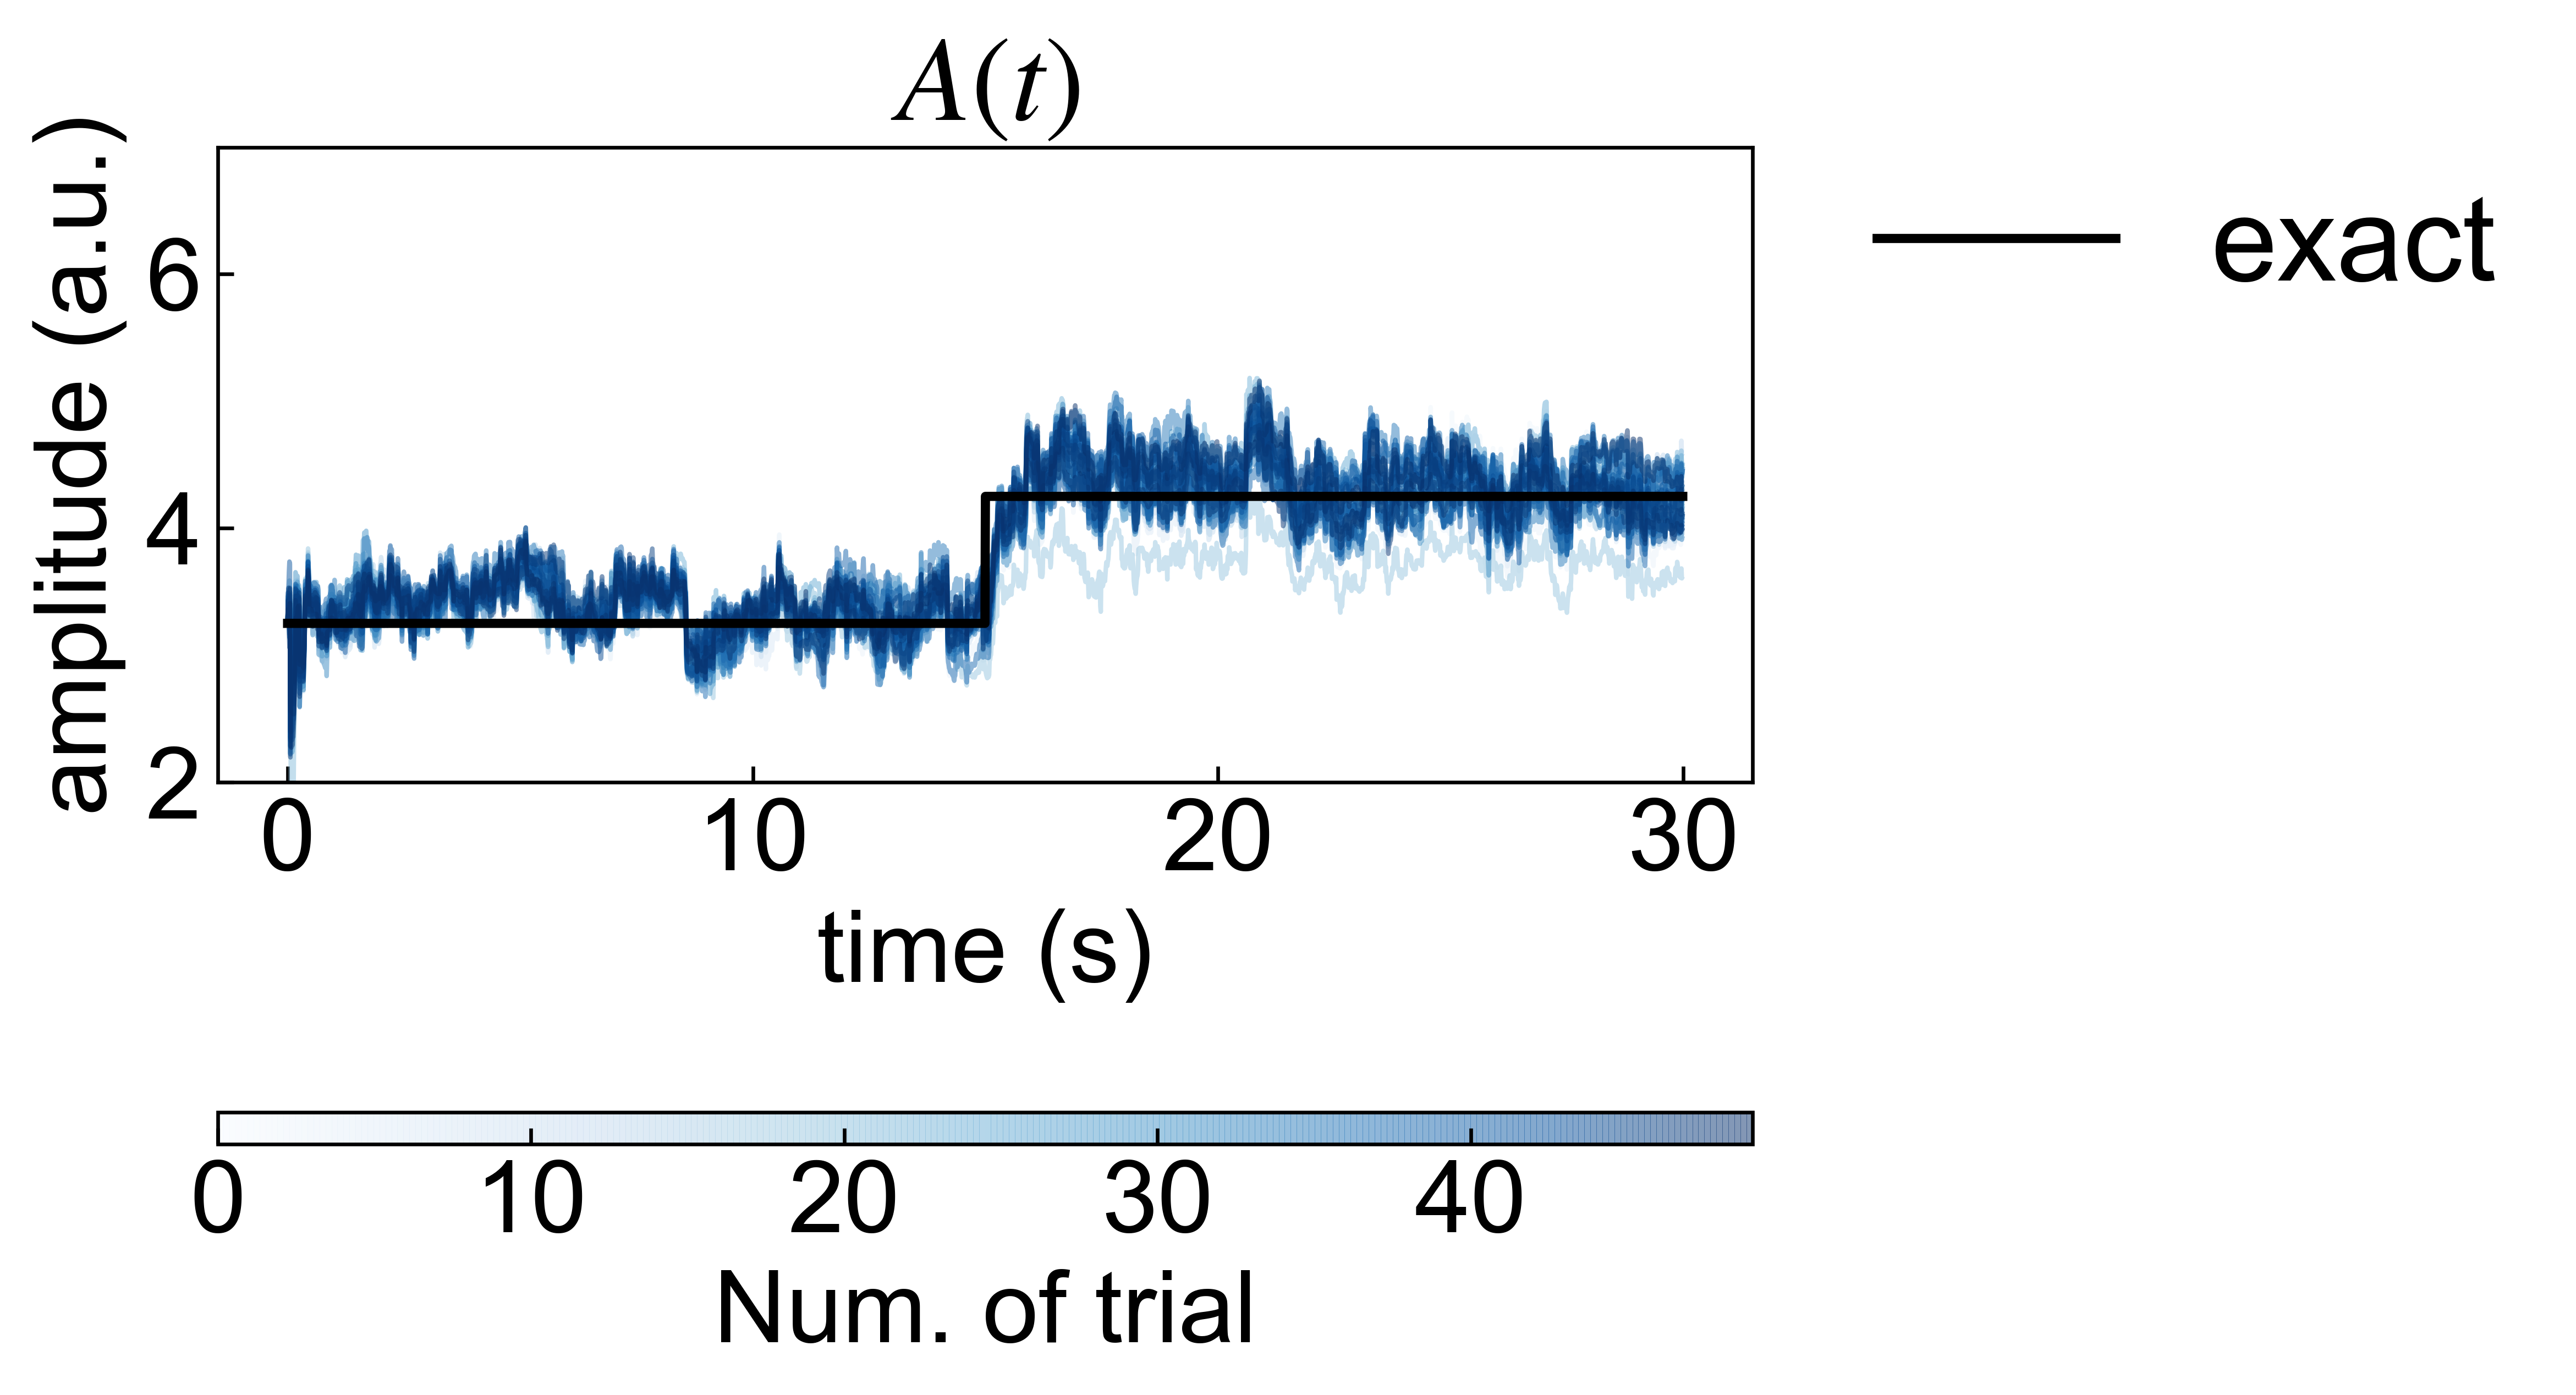 A(t)
exact
amplitude (a.u.)
6
4
2
0 10 20 30
time (s)
0 10 20 30 40
Num. of trial